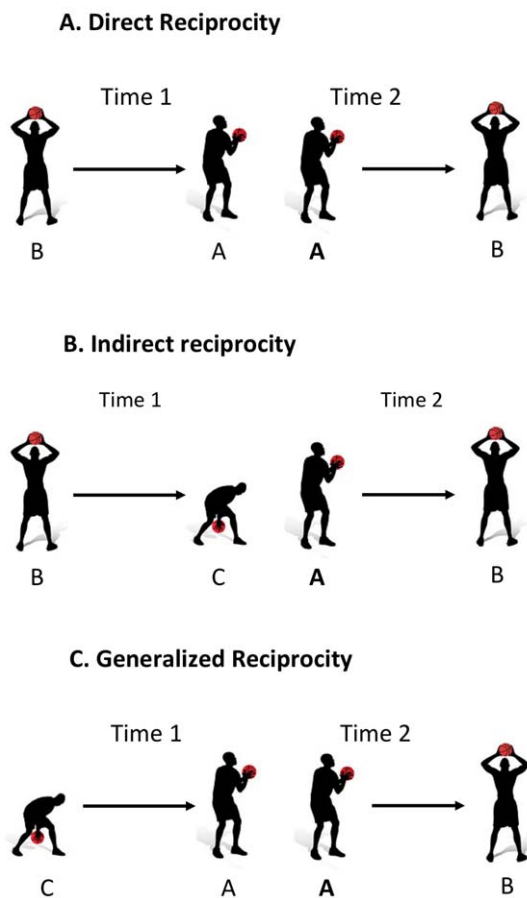 A. Direct Reciprocity
Time 1 Time 2
B A A B
B. Indirect reciprocity
Time 1 Time 2
B C A B
C. Generalized Reciprocity
Time 1 Time 2
C A A B